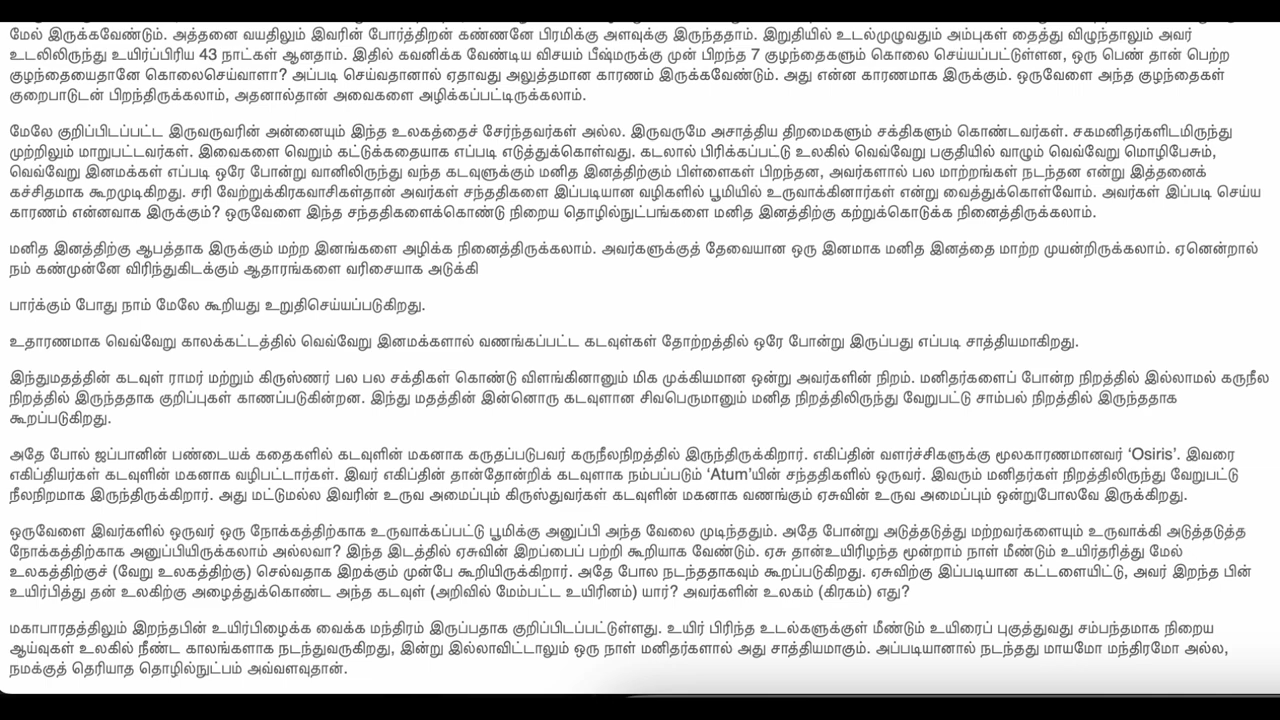 மேல் இருக்கவேண்டும். அத்தனை வயதிலும் இவரின் போர்த்திறன் கண்ணனே பிரமிக்கு அளவுக்கு இருந்ததாம். இறுதியில் உடல்முழுவதும் அம்புகள் தைத்து விழுந்தாலும் அவர்
உடலிலிருந்து உயிர்ப்பிரிய 43 நாட்கள் ஆனதாம். இதில் கவனிக்க வேண்டிய விசயம் பீஷ்மருக்கு முன் பிறந்த 7 குழந்தைகளும் கொலை செய்யப்பட்டுள்ளன, ஒரு பெண் தான் பெற்ற
குழந்தையைதானே கொலைசெய்வாளா? அப்படி செய்வதானால் ஏதாவது அலுத்தமான காரணம் இருக்கவேண்டும். அது என்ன காரணமாக இருக்கும். ஒருவேளை அந்த குழந்தைகள்
குறைபாடுடன் பிறந்திருக்கலாம், அதனால்தான் அவைகளை அழிக்கப்பட்டிருக்கலாம்.
மேலே குறிப்பிடப்பட்ட இருவருவரின் அன்னையும் இந்த உலகத்தைச் சேர்ந்தவர்கள் அல்ல. இருவருமே அசாத்திய திறமைகளும் சக்திகளும் கொண்டவர்கள். சகமனிதர்களிடமிருந்து
முற்றிலும் மாறுபட்டவர்கள். இவைகளை வெறும் கட்டுக்கதையாக எப்படி எடுத்துக்கொள்வது. கடலால் பிரிக்கப்பட்டு உலகில் வெவ்வேறு பகுதியில் வாழும் வெவ்வேறு மொழிபேசும்,
வெவ்வேறு இனமக்கள் எப்படி ஒரே போன்று வானிலிருந்து வந்த கடவுளுக்கும் மனித இனத்திற்கும் பிள்ளைகள் பிறந்தன, அவர்களால் பல மாற்றங்கள் நடந்தன என்று இத்தனைக்
கச்சிதமாக கூறமுடிகிறது. சரி வேற்றுக்கிரகவாசிகள்தான் அவர்கள் சந்ததிகளை இப்படியான வழிகளில் பூமியில் உருவாக்கினார்கள் என்று வைத்துக்கொள்வோம். அவர்கள் இப்படி செய்ய
காரணம் என்னவாக இருக்கும்? ஒருவேளை இந்த சந்ததிகளைக்கொண்டு நிறைய தொழில்நுட்பங்களை மனித இனத்திற்கு கற்றுக்கொடுக்க நினைத்திருக்கலாம்.
மனித இனத்திற்கு ஆபத்தாக இருக்கும் மற்ற இனங்களை அழிக்க நினைத்திருக்கலாம். அவர்களுக்குத் தேவையான ஒரு இனமாக மனித இனத்தை மாற்ற முயன்றிருக்கலாம். ஏனென்றால்
நம் கண்முன்னே விரிந்துகிடக்கும் ஆதாரங்களை வரிசையாக அடுக்கி
பார்க்கும் போது நாம் மேலே கூறியது உறுதிசெய்யப்படுகிறது.
உதாரணமாக வெவ்வேறு காலக்கட்டத்தில் வெவ்வேறு இனமக்களால் வணங்கப்பட்ட கடவுள்கள் தோற்றத்தில் ஒரே போன்று இருப்பது எப்படி சாத்தியமாகிறது.
இந்துமதத்தின் கடவுள் ராமர் மற்றும் கிருஸ்ணர் பல பல சக்திகள் கொண்டு விளங்கினானும் மிக முக்கியமான ஒன்று அவர்களின் நிறம். மனிதர்களைப் போன்ற நிறத்தில் இல்லாமல் கருநீல
நிறத்தில் இருந்ததாக குறிப்புகள் காணப்படுகின்றன. இந்து மதத்தின் இன்னொரு கடவுளான சிவபெருமானும் மனித நிறத்திலிருந்து வேறுபட்டு சாம்பல் நிறத்தில் இருந்ததாக
கூறப்படுகிறது.
அதே போல் ஜப்பானின் பண்டையக் கதைகளில் கடவுளின் மகனாக கருதப்படுபவர் கருநீலநிறத்தில் இருந்திருக்கிறார். எகிப்தின் வளர்ச்சிகளுக்கு மூலகாரணமானவர் ‘Osiris’. இவரை
எகிப்தியர்கள் கடவுளின் மகனாக வழிபட்டார்கள். இவர் எகிப்தின் தான்தோன்றிக் கடவுளாக நம்பப்படும் ‘Atum’யின் சந்ததிகளில் ஒருவர். இவரும் மனிதர்கள் நிறத்திலிருந்து வேறுபட்டு
நீலநிறமாக இருந்திருக்கிறார். அது மட்டுமல்ல இவரின் உருவ அமைப்பும் கிருஸ்துவர்கள் கடவுளின் மகனாக வணங்கும் ஏசுவின் உருவ அமைப்பும் ஒன்றுபோலவே இருக்கிறது.
ஒருவேளை இவர்களில் ஒருவர் ஒரு நோக்கத்திற்காக உருவாக்கப்பட்டு பூமிக்கு அனுப்பி அந்த வேலை முடிந்ததும். அதே போன்று அடுத்தடுத்து மற்றவர்களையும் உருவாக்கி அடுத்தடுத்த
நோக்கத்திற்காக அனுப்பியிருக்கலாம் அல்லவா? இந்த இடத்தில் ஏசுவின் இறப்பைப் பற்றி கூறியாக வேண்டும். ஏசு தான்உயிரிழந்த மூன்றாம் நாள் மீண்டும் உயிர்தரித்து மேல்
உலகத்திற்குச் (வேறு உலகத்திற்கு) செல்வதாக இறக்கும் முன்பே கூறியிருக்கிறார். அதே போல நடந்ததாகவும் கூறப்படுகிறது. ஏசுவிற்கு இப்படியான கட்டளையிட்டு, அவர் இறந்த பின்
உயிர்பித்து தன் உலகிற்கு அழைத்துக்கொண்ட அந்த கடவுள் (அறிவில் மேம்பட்ட உயிரினம்) யார்? அவர்களின் உலகம் (கிரகம்) எது?
மகாபாரதத்திலும் இறந்தபின் உயிர்பிழைக்க வைக்க மந்திரம் இருப்பதாக குறிப்பிடப்பட்டுள்ளது. உயிர் பிரிந்த உடல்களுக்குள் மீண்டும் உயிரைப் புகுத்துவது சம்பந்தமாக நிறைய
ஆய்வுகள் உலகில் நீண்ட காலங்களாக நடந்துவருகிறது, இன்று இல்லாவிட்டாலும் ஒரு நாள் மனிதர்களால் அது சாத்தியமாகும். அப்படியானால் நடந்தது மாயமோ மந்திரமோ அல்ல,
நமக்குத் தெரியாத தொழில்நுட்பம் அவ்வளவுதான்.